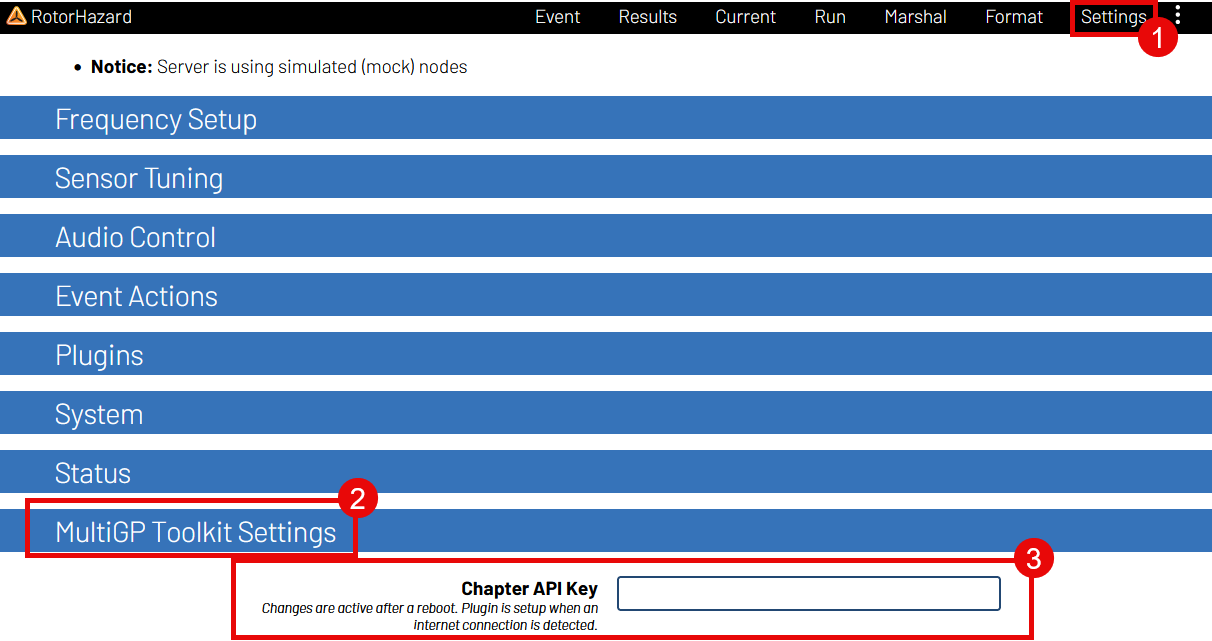 RotorHazard Event Results Current Run Marshal Format Settings
1
• Notice: Server is using simulated (mock) nodes
Frequency Setup
Sensor Tuning
Audio Control
Event Actions
Plugins
System
Status
2
MultiGP Toolkit Settings
3
Chapter API Key
Changes are active after a reboot. Plugin is setup when an
internet connection is detected.